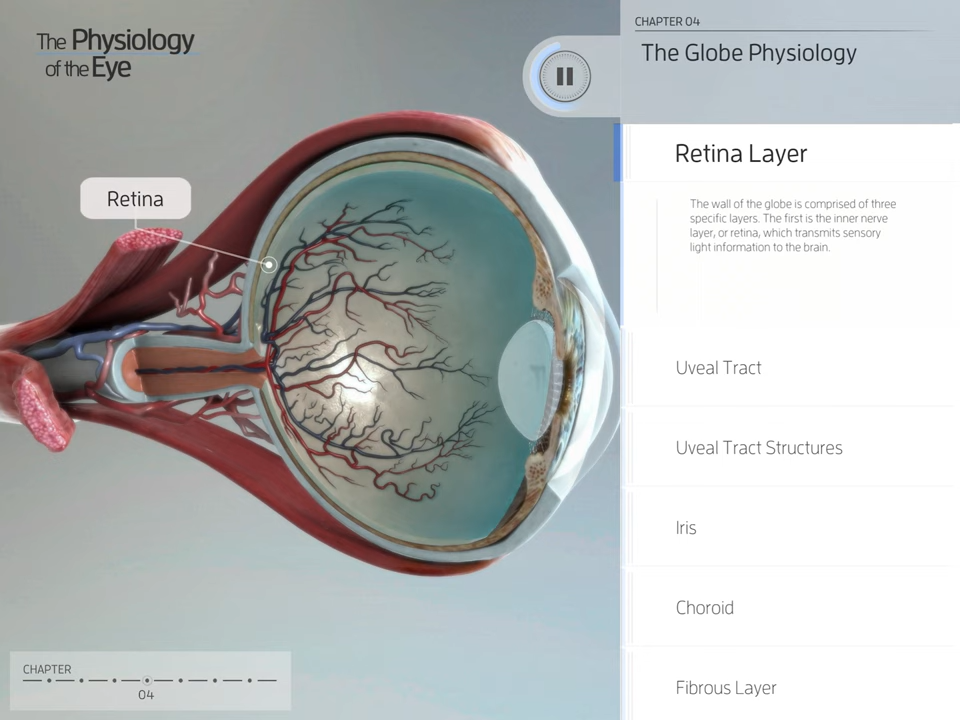 The Physiology
of the Eye
CHAPTER 04
The Globe Physiology
Retina Layer
The wall of the globe is comprised of three
specific layers. The first is the inner nerve
layer, or retina, which transmits sensory
light information to the brain.
Retina
Uveal Tract
Uveal Tract Structures
Iris
Choroid
Fibrous Layer
CHAPTER
04